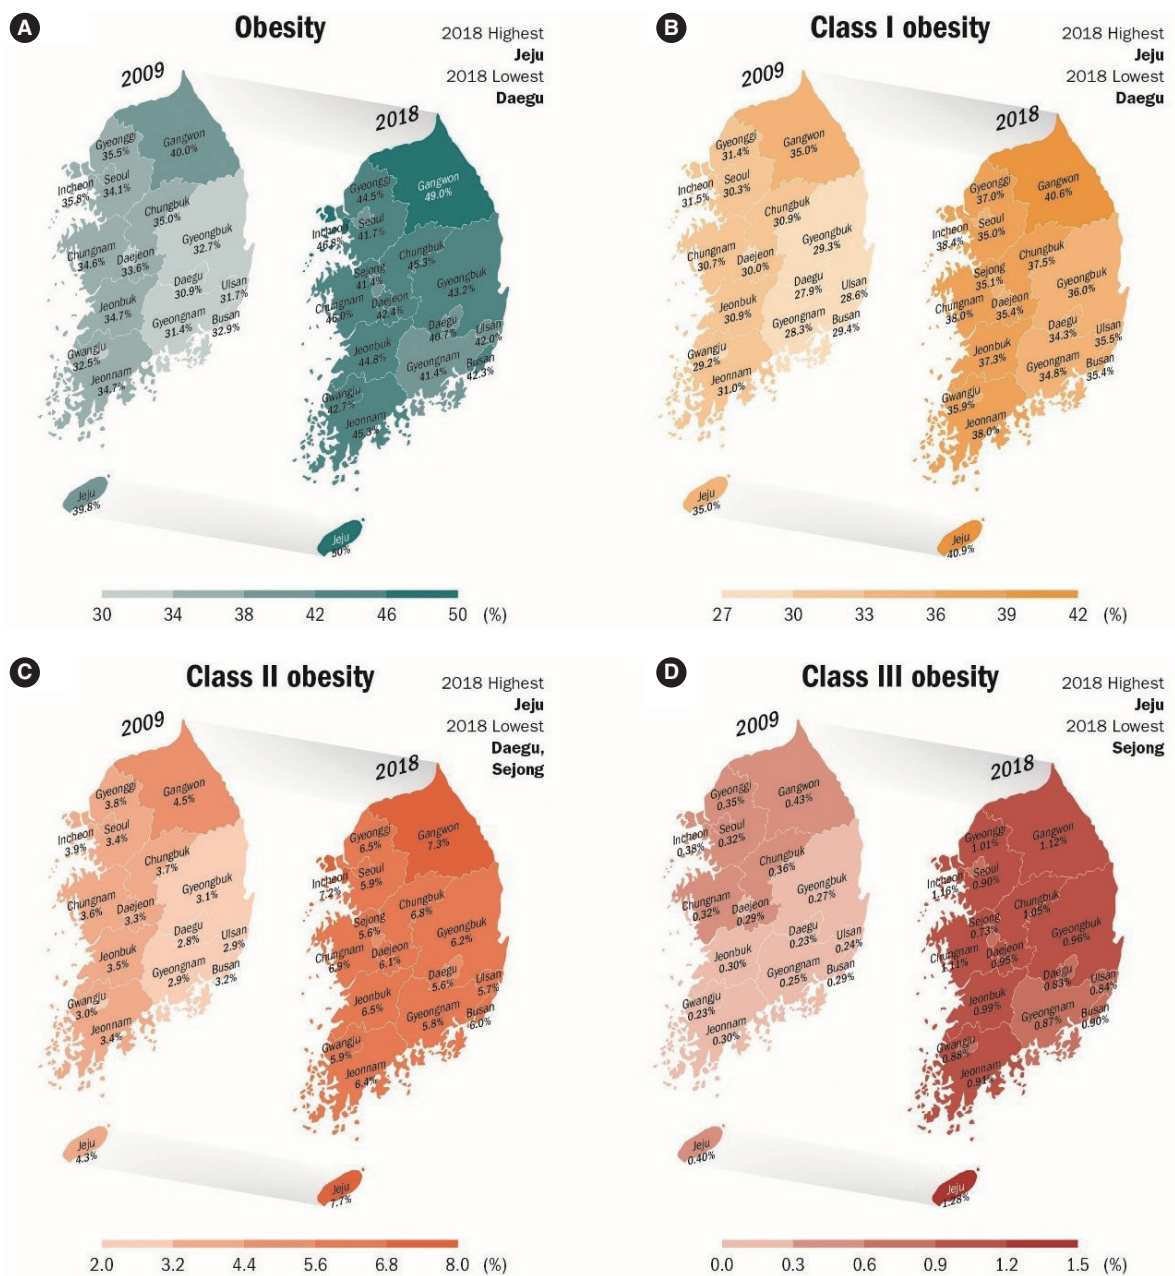 A
Obesity
2018 Highest
Jeju
2018 Lowest
Daegu
2009
Gyeonggi
35.5%
Gangwon
40.0%
Incheon
35.8%
Seoul
34.1%
Chungbuk
35.0%
Gyeongbuk
32.7%
Chungnam
34.6%
Daejeon
33.6%
Daegu
30.9%
Ulsan
31.7%
Jeonbuk
34.7%
Gyeongnam
31.4%
Busan
32.9%
Gwangju
32.5%
Jeonnam
34.7%
Jeju
39.8%
2018
Gyeonggi
44.5%
Gangwon
49.0%
Incheon
46.8%
Seoul
41.7%
Chungbuk
45.3%
Sejong
41.4%
Gyeongbuk
43.2%
Chungnam
46.0%
Daejeon
42.4%
Daegu
40.7%
Ulsan
42.0%
Jeonbuk
44.8%
Gyeongnam
41.4%
Busan
42.3%
Gwangju
42.7%
Jeonnam
45.3%
Jeju
50%
30 34 38 42 46 50 (%)
B
Class I obesity
2018 Highest
Jeju
2018 Lowest
Daegu
2009
Gyeonggi
31.4%
Gangwon
35.0%
Incheon
31.5%
Seoul
30.3%
Chungbuk
30.9%
Gyeongbuk
29.3%
Chungnam
30.7%
Daejeon
30.0%
Daegu
27.9%
Ulsan
28.6%
Jeonbuk
30.9%
Gyeongnam
28.3%
Busan
29.4%
Gwangju
29.2%
Jeonnam
31.0%
Jeju
35.0%
2018
Gyeonggi
37.0%
Gangwon
40.6%
Incheon
38.4%
Seoul
35.0%
Chungbuk
37.5%
Sejong
35.1%
Gyeongbuk
36.0%
Chungnam
38.0%
Daejeon
35.4%
Daegu
34.3%
Ulsan
35.5%
Jeonbuk
37.3%
Gyeongnam
34.8%
Busan
35.4%
Gwangju
35.9%
Jeonnam
38.0%
Jeju
40.9%
27 30 33 36 39 42 (%)
C
Class II obesity
2018 Highest
Jeju
2018 Lowest
Daegu,
Sejong
2009
Gyeonggi
3.8%
Gangwon
4.5%
Incheon
3.9%
Seoul
3.4%
Chungbuk
3.7%
Gyeongbuk
3.1%
Chungnam
3.6%
Daejeon
3.3%
Daegu
2.8%
Ulsan
2.9%
Jeonbuk
3.5%
Gyeongnam
2.9%
Busan
3.2%
Gwangju
3.0%
Jeonnam
3.4%
Jeju
4.3%
2018
Gyeonggi
6.5%
Gangwon
7.3%
Incheon
7.2%
Seoul
5.9%
Chungbuk
6.8%
Sejong
5.6%
Gyeongbuk
6.2%
Chungnam
6.9%
Daejeon
6.1%
Daegu
5.6%
Ulsan
5.7%
Jeonbuk
6.5%
Gyeongnam
5.8%
Busan
6.0%
Gwangju
5.9%
Jeonnam
6.4%
Jeju
7.7%
2.0 3.2 4.4 5.6 6.8 8.0 (%)
D
Class III obesity
2018 Highest
Jeju
2018 Lowest
Sejong
2009
Gyeonggi
0.35%
Gangwon
0.43%
Incheon
0.38%
Seoul
0.32%
Chungbuk
0.36%
Gyeongbuk
0.27%
Chungnam
0.32%
Daejeon
0.29%
Daegu
0.23%
Ulsan
0.24%
Jeonbuk
0.30%
Gyeongnam
0.25%
Busan
0.29%
Gwangju
0.23%
Jeonnam
0.30%
Jeju
0.40%
2018
Gyeonggi
1.01%
Gangwon
1.12%
Incheon
1.16%
Seoul
0.90%
Chungbuk
1.05%
Sejong
0.73%
Gyeongbuk
0.96%
Chungnam
1.11%
Daejeon
0.95%
Daegu
0.83%
Ulsan
0.84%
Jeonbuk
0.99%
Gyeongnam
0.87%
Busan
0.90%
Gwangju
0.88%
Jeonnam
0.91%
Jeju
1.28%
0.0 0.3 0.6 0.9 1.2 1.5 (%)